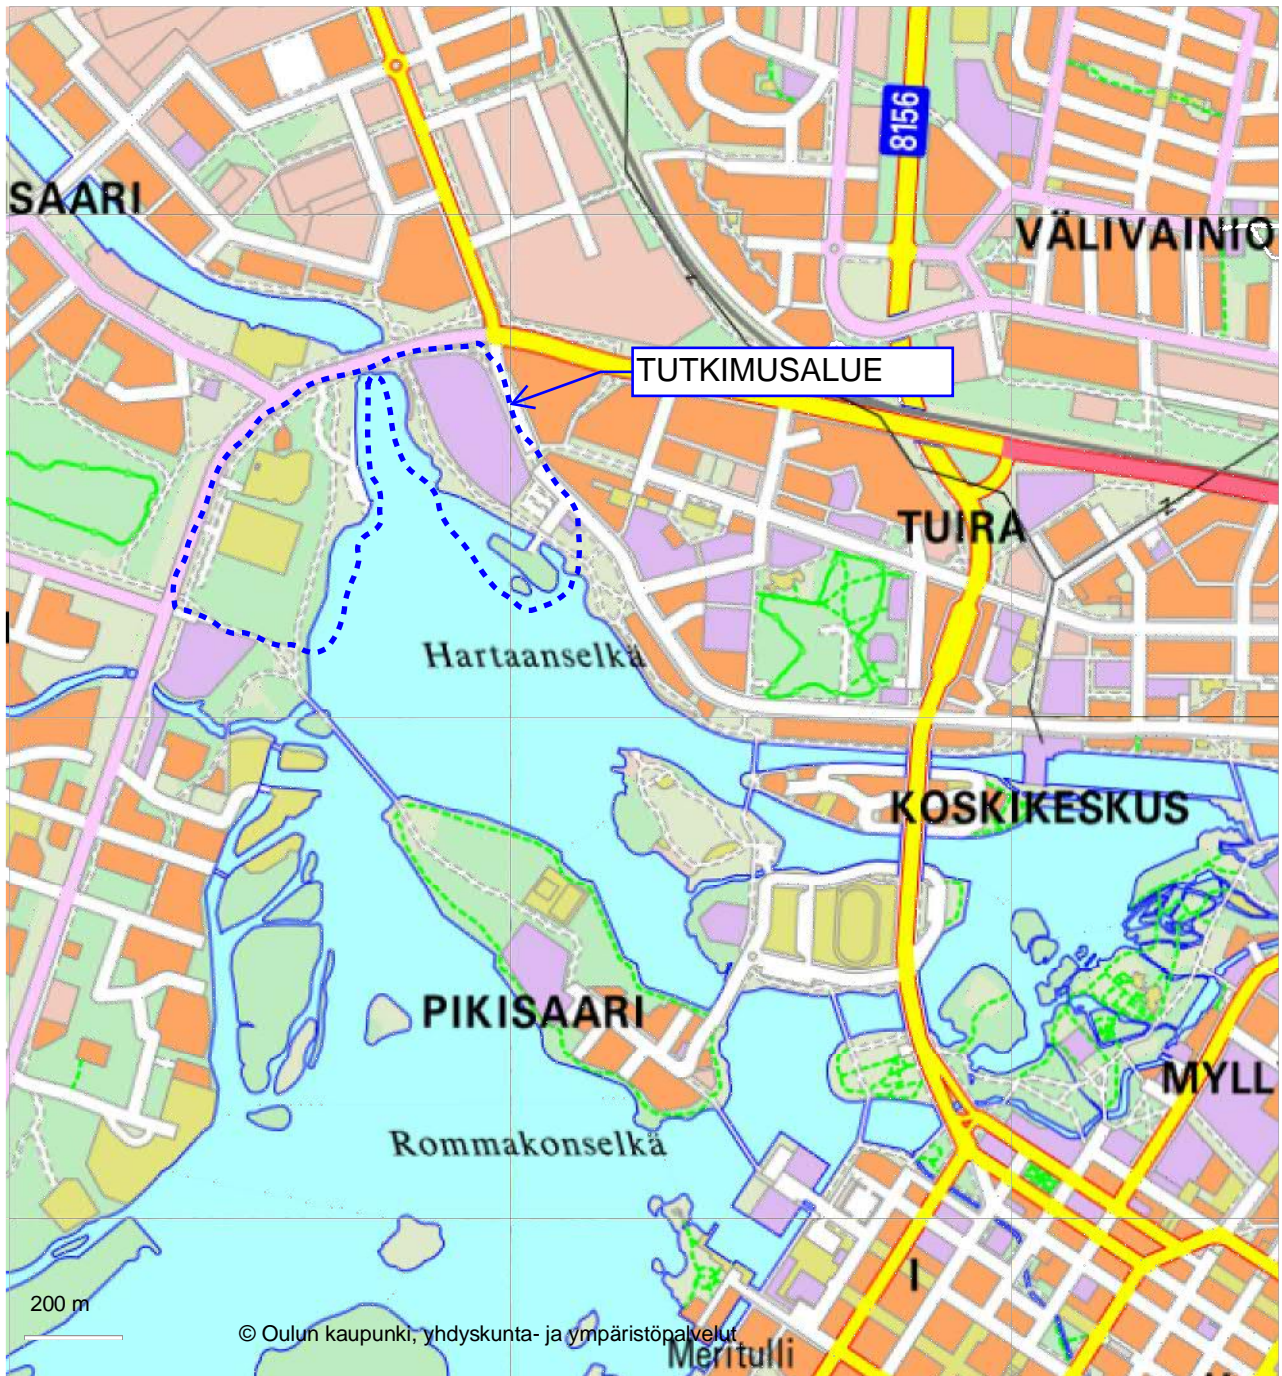 8156
SAARI
VÄLIVAINIO
TUTKIMUSALUE
TUIRA
Hartaanselkä
KOSKIKESKUS
PIKISAARI
MYLL
Rommakonselkä
I
200 m
© Oulun kaupunki, yhdyskunta- ja ympäristöpalvelut
Meritulli